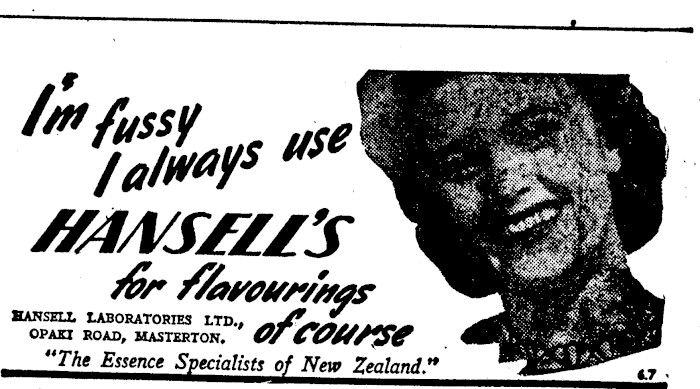 I'm fussy
I always use
HANSELL'S
for flavourings
of course
HANSELL LABORATORIES LTD.,
OPAKI ROAD, MASTERTON.
"The Essence Specialists of New Zealand."
6.7